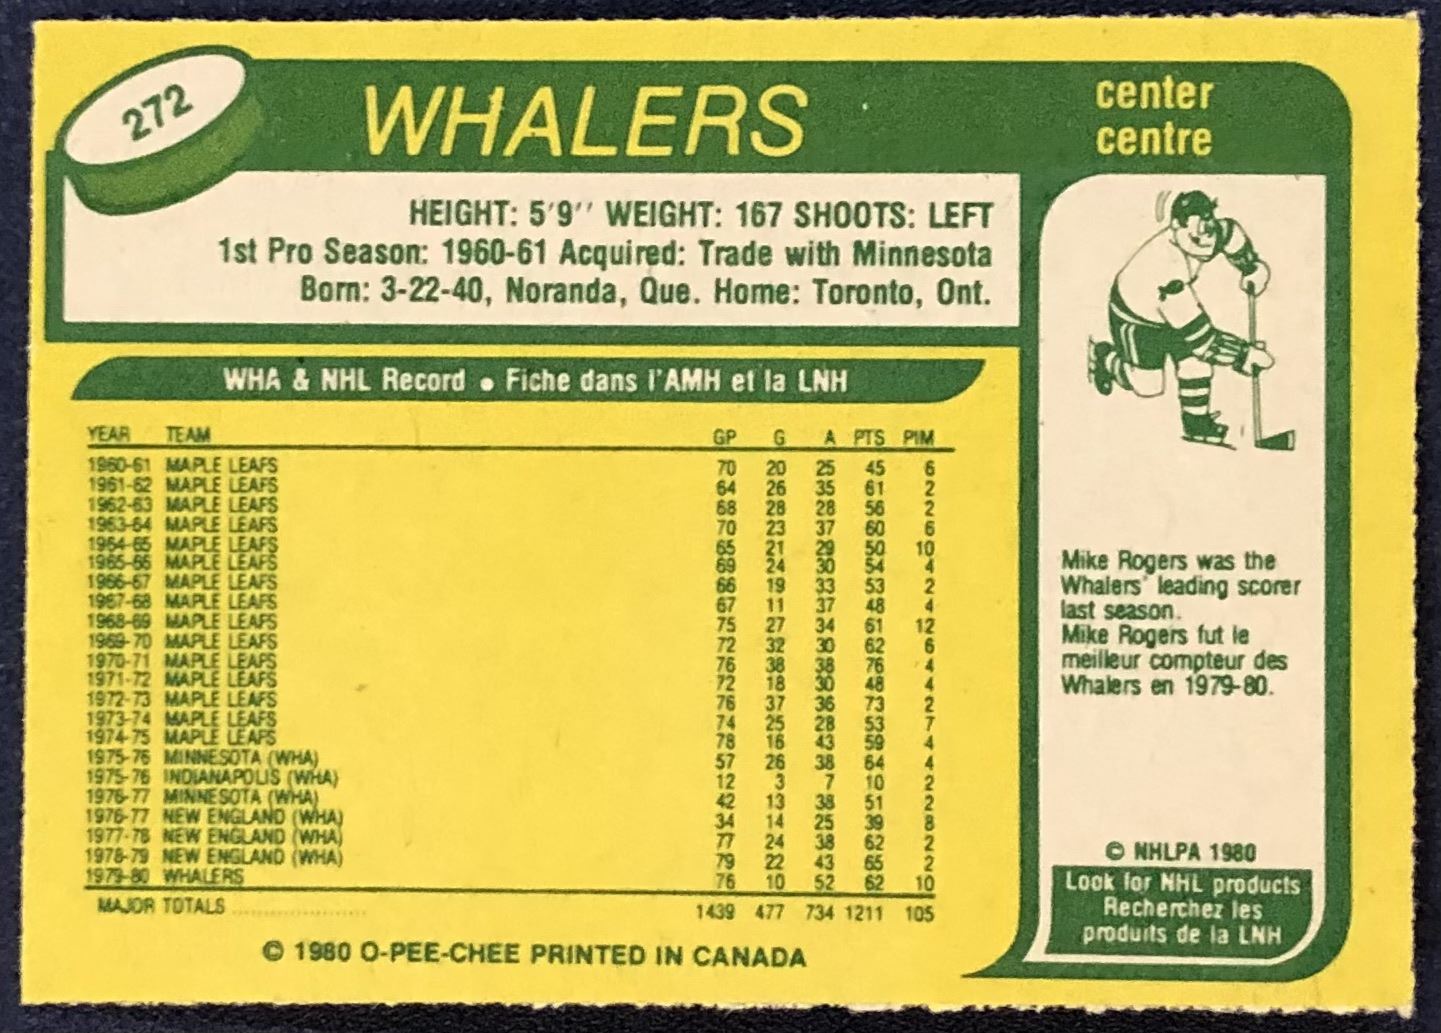 272
WHALERS
center
centre
HEIGHT: 5'9'' WEIGHT: 167 SHOOTS: LEFT
1st Pro Season: 1960-61 Acquired: Trade with Minnesota
Born: 3-22-40, Noranda, Que. Home: Toronto, Ont.
WHA & NHL Record • Fiche dans l'AMH et la LNH
YEAR TEAM GP G A PTS PIM
1960-61 MAPLE LEAFS 70 20 25 45 6
1961-62 MAPLE LEAFS 64 26 35 61 2
1962-63 MAPLE LEAFS 68 28 28 56 2
1963-64 MAPLE LEAFS 70 23 37 60 6
1964-65 MAPLE LEAFS 65 21 29 50 10
1965-66 MAPLE LEAFS 69 24 30 54 4
1966-67 MAPLE LEAFS 66 19 33 53 2
1967-68 MAPLE LEAFS 67 11 37 48 4
1968-69 MAPLE LEAFS 75 27 34 61 12
1969-70 MAPLE LEAFS 72 32 30 62 6
1970-71 MAPLE LEAFS 76 38 38 76 4
1971-72 MAPLE LEAFS 72 18 30 48 4
1972-73 MAPLE LEAFS 76 37 36 73 2
1973-74 MAPLE LEAFS 74 25 28 53 7
1974-75 MAPLE LEAFS 78 16 43 59 4
1975-76 MINNESOTA (WHA) 57 26 38 64 4
1975-76 INDIANAPOLIS (WHA) 12 3 7 10 2
1976-77 MINNESOTA (WHA) 42 13 38 51 2
1976-77 NEW ENGLAND (WHA) 34 14 25 39 8
1977-78 NEW ENGLAND (WHA) 77 24 38 62 2
1978-79 NEW ENGLAND (WHA) 79 22 43 65 2
1979-80 WHALERS 76 10 52 62 10
MAJOR TOTALS .................... 1439 477 734 1211 105
© 1980 O-PEE-CHEE PRINTED IN CANADA
Mike Rogers was the
Whalers' leading scorer
last season.
Mike Rogers fut le
meilleur compteur des
Whalers en 1979-80.
© NHLPA 1980
Look for NHL products
Recherchez les
produits de la LNH